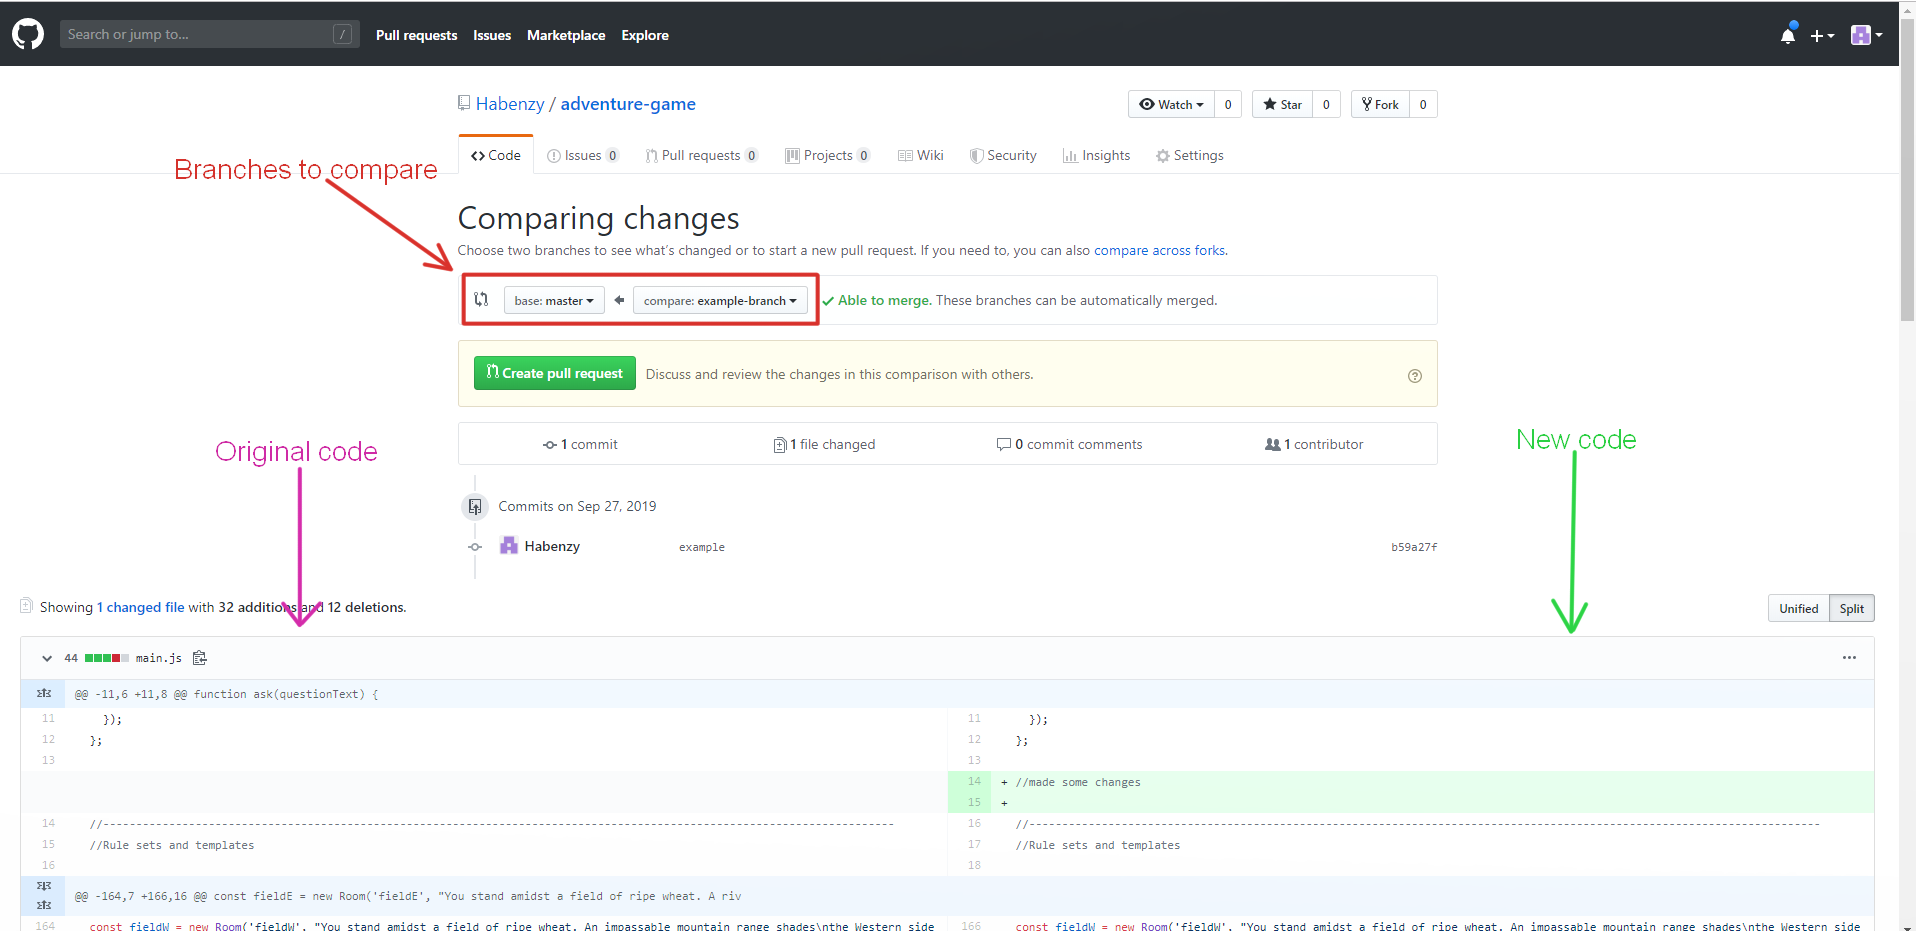 Search or jump to... /
Pull requests Issues Marketplace Explore
Habenzy / adventure-game
Watch 0 Star 0 Fork 0
Code Issues 0 Pull requests 0 Projects 0 Wiki Security Insights Settings
Branches to compare
Comparing changes
Choose two branches to see what's changed or to start a new pull request. If you need to, you can also compare across forks.
base: master compare: example-branch Able to merge. These branches can be automatically merged.
Create pull request Discuss and review the changes in this comparison with others.
Original code
New code
1 commit 1 file changed 0 commit comments 1 contributor
Commits on Sep 27, 2019
Habenzy example b59a27f
Showing 1 changed file with 32 additions and 12 deletions.
Unified Split
44 main.js
@@ -11,6 +11,8 @@ function ask(questionText) {
11 }); 11 });
12 }; 12 };
13 13
14 + //made some changes
15 +
14 //------------------------------------------------------------------------------------------------------------------------ 16 //------------------------------------------------------------------------------------------------------------------------
15 //Rule sets and templates 17 //Rule sets and templates
16 18
@@ -164,7 +166,16 @@ const fieldE = new Room('fieldE', "You stand amidst a field of ripe wheat. A riv
164 const fieldW = new Room('fieldW', "You stand amidst a field of ripe wheat. An impassable mountain range shades\nthe Western side 166 const fieldW = new Room('fieldW', "You stand amidst a field of ripe wheat. An impassable mountain range shades\nthe Western side